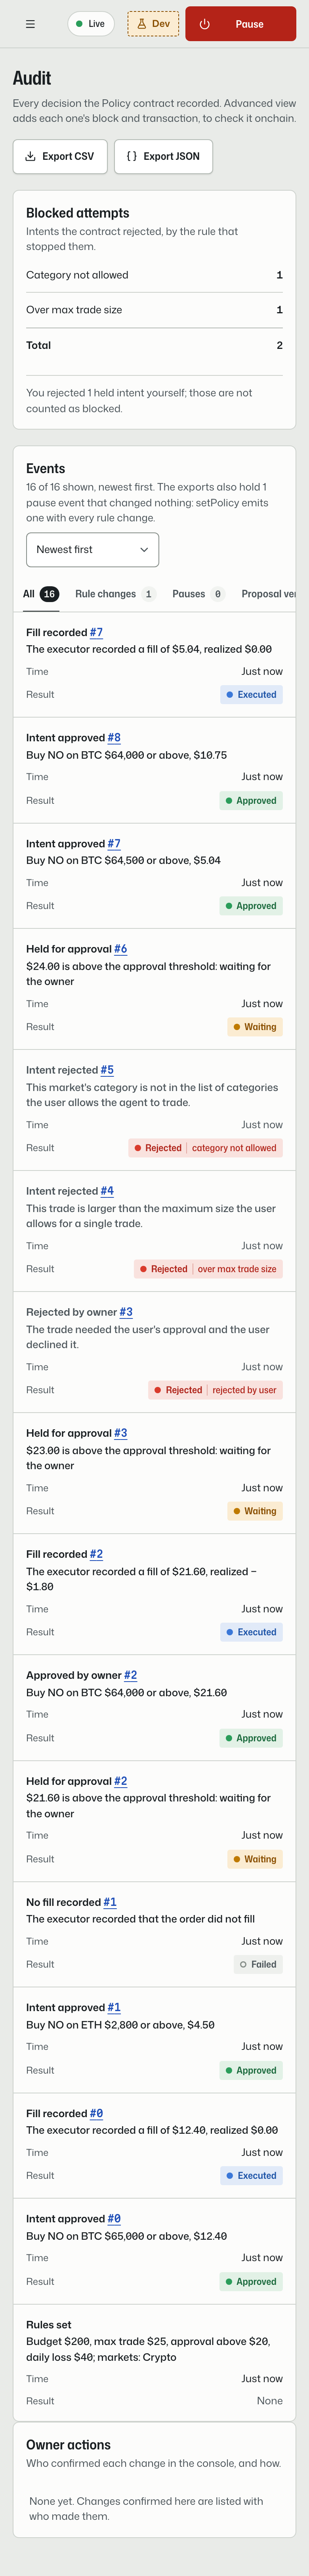 Live
Dev
Pause
Audit
Every decision the Policy contract recorded. Advanced view
adds each one's block and transaction, to check it onchain.
Export CSV
{ } Export JSON
Blocked attempts
Intents the contract rejected, by the rule that
stopped them.
Category not allowed 1
Over max trade size 1
Total 2
You rejected 1 held intent yourself; those are not
counted as blocked.
Events
16 of 16 shown, newest first. The exports also hold 1
pause event that changed nothing: setPolicy emits
one with every rule change.
Newest first
All 16 Rule changes 1 Pauses 0 Proposal ver
Fill recorded #7
The executor recorded a fill of $5.04, realized $0.00
Time Just now
Result Executed
Intent approved #8
Buy NO on BTC $64,000 or above, $10.75
Time Just now
Result Approved
Intent approved #7
Buy NO on BTC $64,500 or above, $5.04
Time Just now
Result Approved
Held for approval #6
$24.00 is above the approval threshold: waiting for
the owner
Time Just now
Result Waiting
Intent rejected #5
This market's category is not in the list of categories
the user allows the agent to trade.
Time Just now
Result Rejected | category not allowed
Intent rejected #4
This trade is larger than the maximum size the user
allows for a single trade.
Time Just now
Result Rejected | over max trade size
Rejected by owner #3
The trade needed the user's approval and the user
declined it.
Time Just now
Result Rejected | rejected by user
Held for approval #3
$23.00 is above the approval threshold: waiting for
the owner
Time Just now
Result Waiting
Fill recorded #2
The executor recorded a fill of $21.60, realized −
$1.80
Time Just now
Result Executed
Approved by owner #2
Buy NO on BTC $64,000 or above, $21.60
Time Just now
Result Approved
Held for approval #2
$21.60 is above the approval threshold: waiting for
the owner
Time Just now
Result Waiting
No fill recorded #1
The executor recorded that the order did not fill
Time Just now
Result Failed
Intent approved #1
Buy NO on ETH $2,800 or above, $4.50
Time Just now
Result Approved
Fill recorded #0
The executor recorded a fill of $12.40, realized $0.00
Time Just now
Result Executed
Intent approved #0
Buy NO on BTC $65,000 or above, $12.40
Time Just now
Result Approved
Rules set
Budget $200, max trade $25, approval above $20,
daily loss $40; markets: Crypto
Time Just now
Result None
Owner actions
Who confirmed each change in the console, and how.
None yet. Changes confirmed here are listed with
who made them.